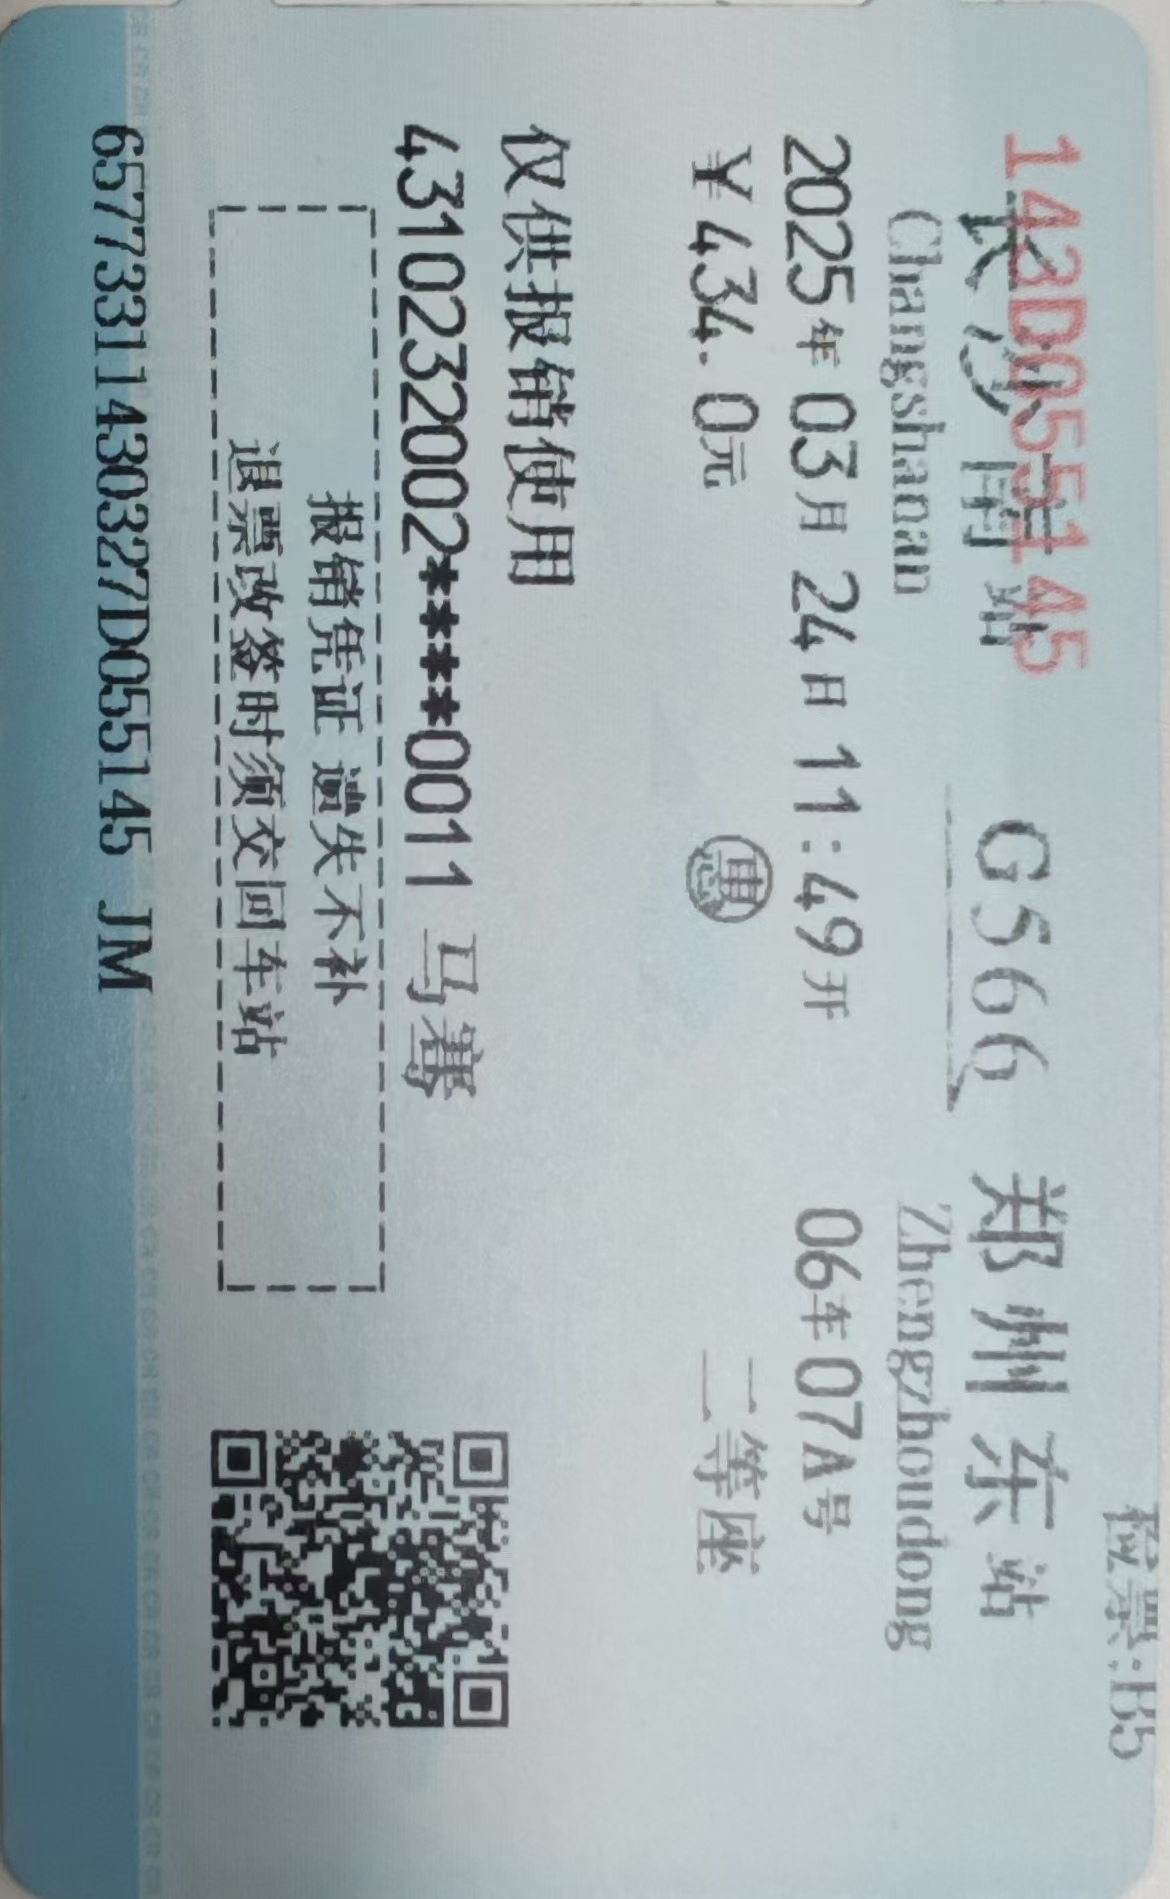 143D055145
检票:B5
长沙南站 G566 郑州东站
Changshanan Zhengzhoudong
2025年03月24日11:49开 06车07A号
¥434.0元 惠 二等座
仅供报销使用
4310232002****0011 马骞
报销凭证 遗失不补
退票改签时须交回车站
65773311430327D055145 JM